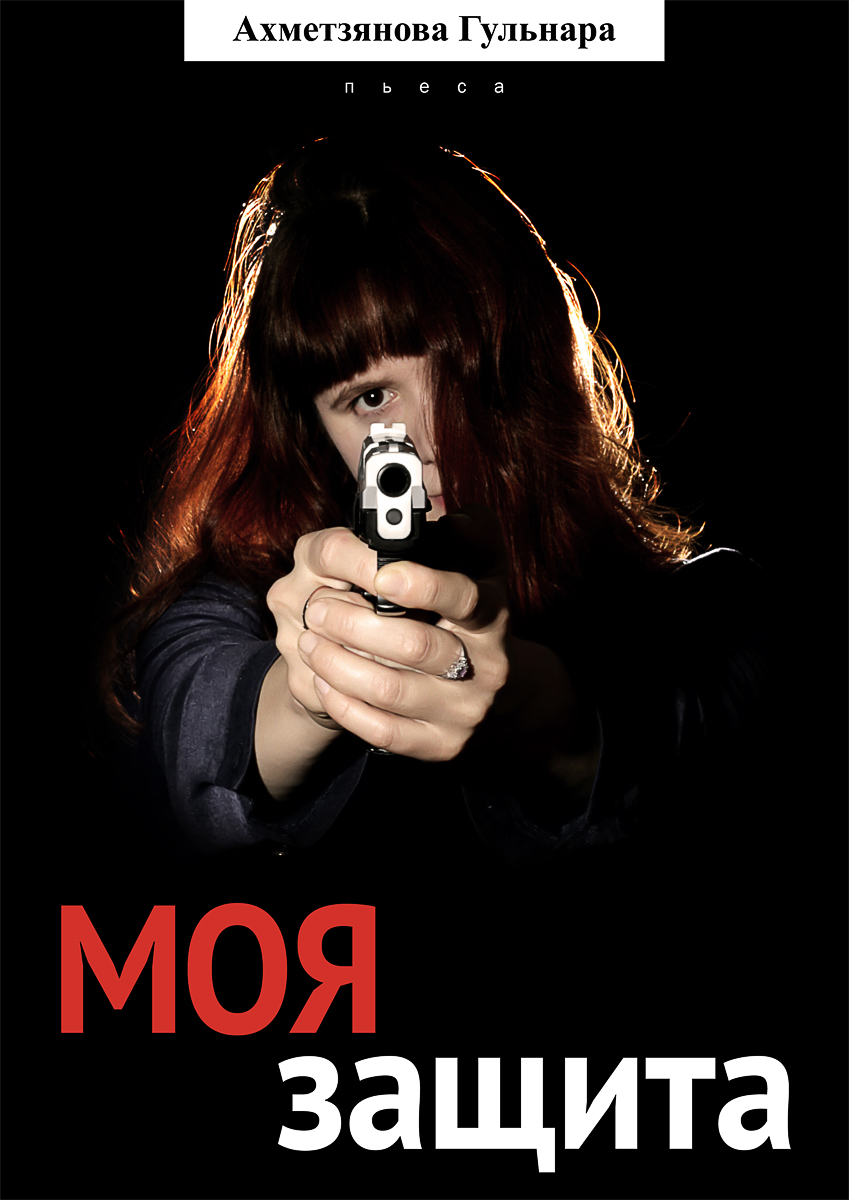 Ахметзянова Гульнара
пьеса
МОЯ
защита